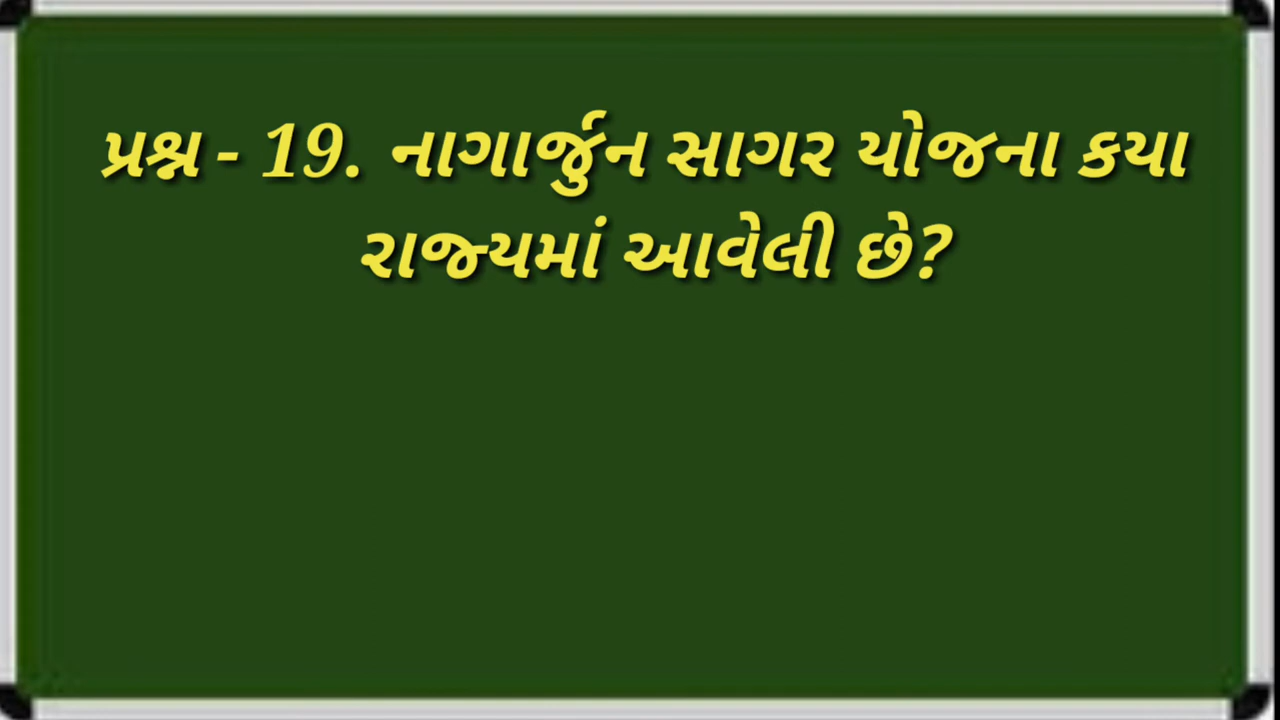 પ્રશ્ન - 19. નાગાર્જુન સાગર યોજના કયા
રાજ્યમાં આવેલી છે?